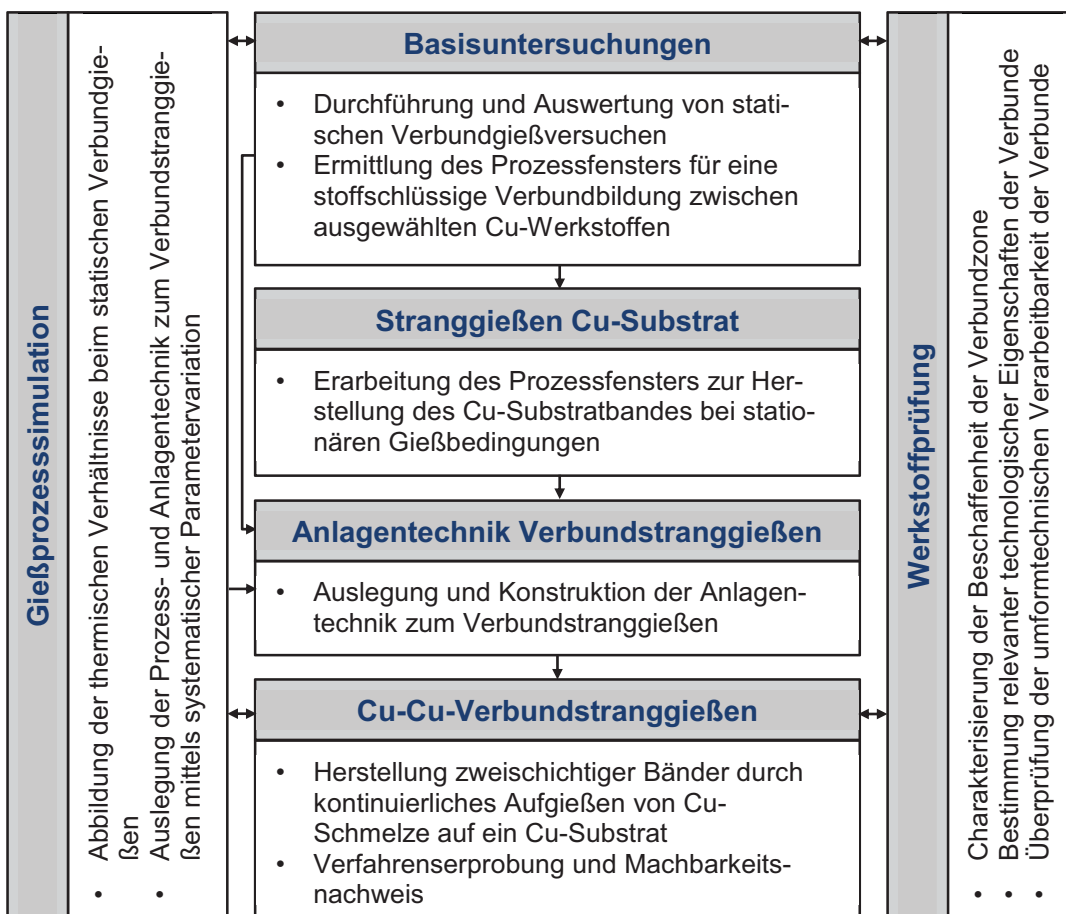 Gießprozesssimulation
• Abbildung der thermischen Verhältnisse beim statischen Verbundgie-
ßen
• Auslegung der Prozess- und Anlagentechnik zum Verbundstranggie-
ßen mittels systematischer Parametervariation
Basisuntersuchungen
• Durchführung und Auswertung von stati-
schen Verbundgießversuchen
• Ermittlung des Prozessfensters für eine
stoffschlüssige Verbundbildung zwischen
ausgewählten Cu-Werkstoffen
Stranggießen Cu-Substrat
• Erarbeitung des Prozessfensters zur Her-
stellung des Cu-Substratbandes bei statio-
nären Gießbedingungen
Anlagentechnik Verbundstranggießen
• Auslegung und Konstruktion der Anlagen-
technik zum Verbundstranggießen
Cu-Cu-Verbundstranggießen
• Herstellung zweischichtiger Bänder durch
kontinuierliches Aufgießen von Cu-
Schmelze auf ein Cu-Substrat
• Verfahrenserprobung und Machbarkeits-
nachweis
Werkstoffprüfung
• Charakterisierung der Beschaffenheit der Verbundzone
• Bestimmung relevanter technologischer Eigenschaften der Verbunde
• Überprüfung der umformtechnischen Verarbeitbarkeit der Verbunde